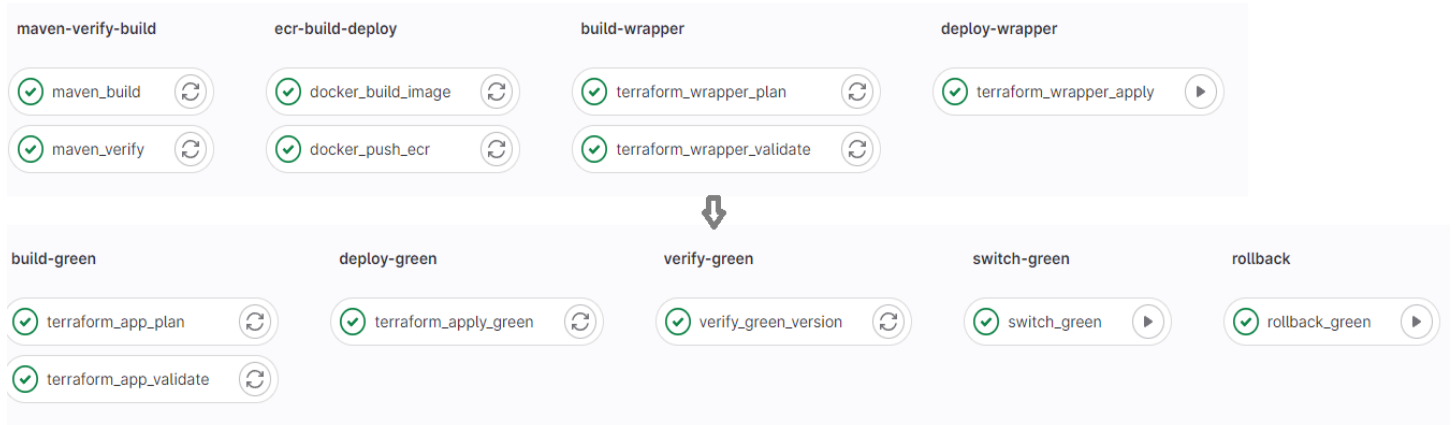 maven-verify-build ecr-build-deploy build-wrapper deploy-wrapper
maven_build docker_build_image terraform_wrapper_plan terraform_wrapper_apply
maven_verify docker_push_ecr terraform_wrapper_validate
build-green deploy-green verify-green switch-green rollback
terraform_app_plan terraform_apply_green verify_green_version switch_green rollback_green
terraform_app_validate